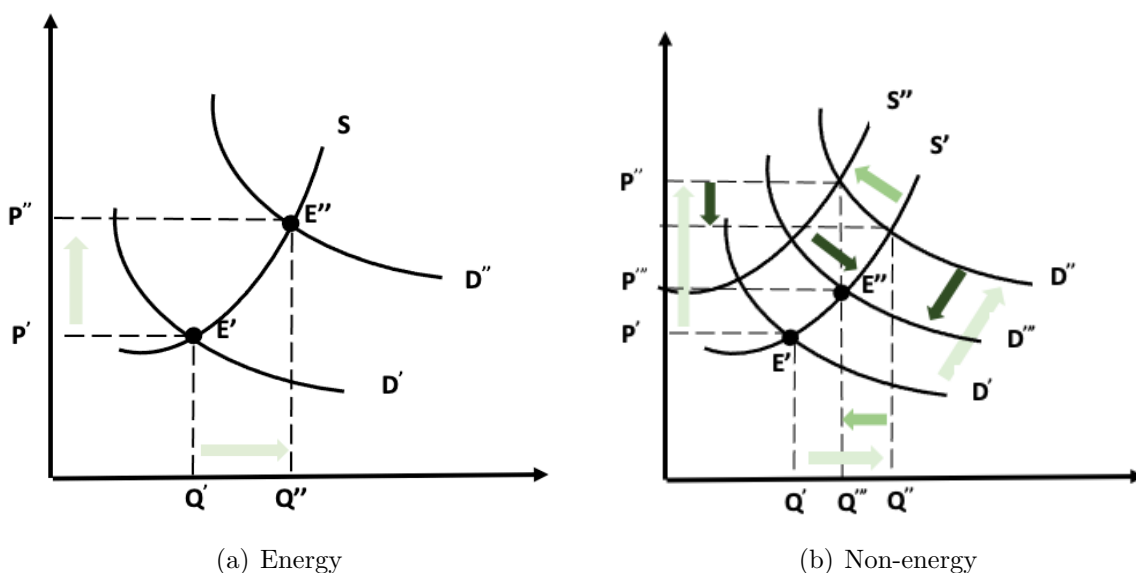 S
P'' E''
D''
P' E'
D'
Q' Q''
(a) Energy
S''
S'
P''
D''
P''' E''
D'''
P' E'
D'
Q' Q''' Q''
(b) Non-energy